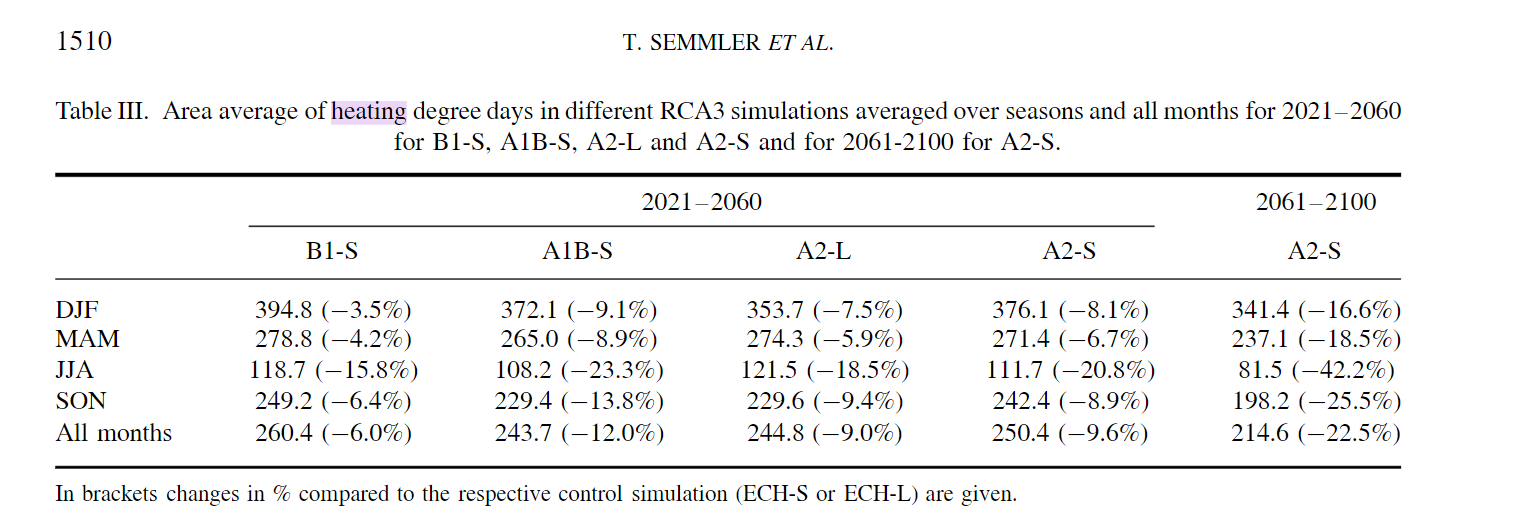 1510 T. SEMMLER ET AL.
Table III. Area average of heating degree days in different RCA3 simulations averaged over seasons and all months for 2021–2060
for B1-S, A1B-S, A2-L and A2-S and for 2061-2100 for A2-S.
2021–2060 2061–2100
B1-S A1B-S A2-L A2-S A2-S
DJF 394.8 (−3.5%) 372.1 (−9.1%) 353.7 (−7.5%) 376.1 (−8.1%) 341.4 (−16.6%)
MAM 278.8 (−4.2%) 265.0 (−8.9%) 274.3 (−5.9%) 271.4 (−6.7%) 237.1 (−18.5%)
JJA 118.7 (−15.8%) 108.2 (−23.3%) 121.5 (−18.5%) 111.7 (−20.8%) 81.5 (−42.2%)
SON 249.2 (−6.4%) 229.4 (−13.8%) 229.6 (−9.4%) 242.4 (−8.9%) 198.2 (−25.5%)
All months 260.4 (−6.0%) 243.7 (−12.0%) 244.8 (−9.0%) 250.4 (−9.6%) 214.6 (−22.5%)
In brackets changes in % compared to the respective control simulation (ECH-S or ECH-L) are given.